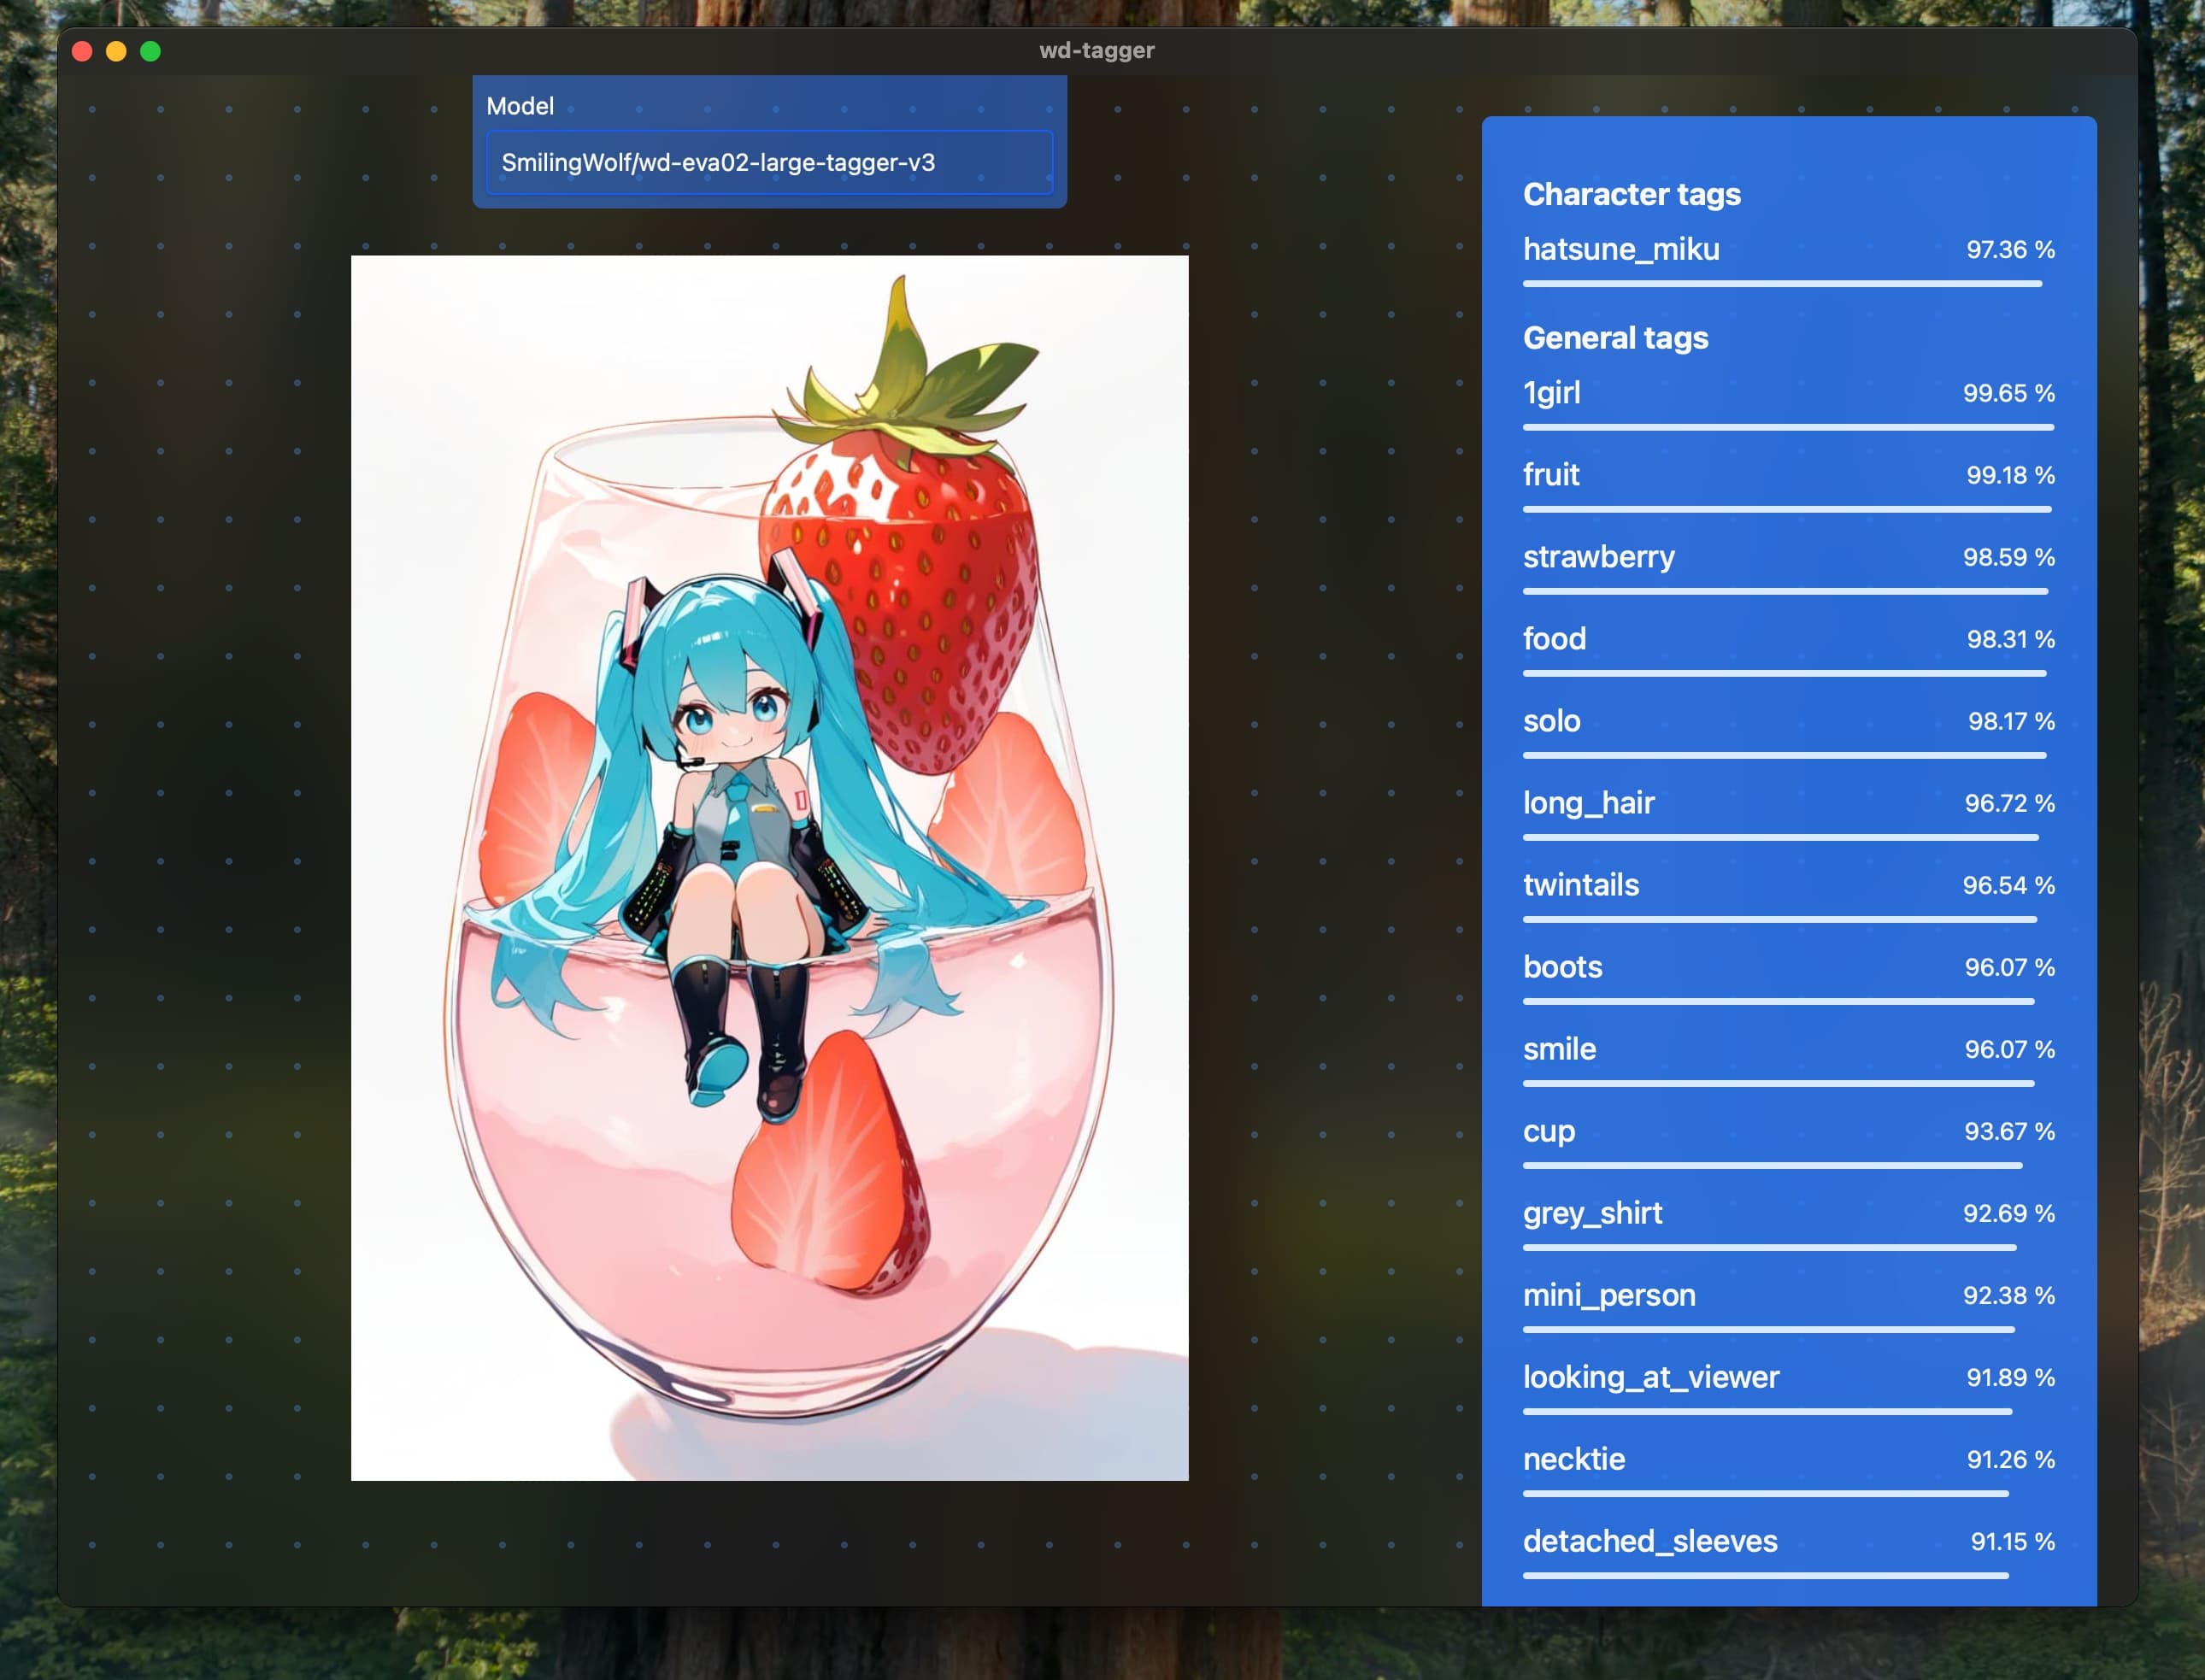 wd-tagger
Model
SmilingWolf/wd-eva02-large-tagger-v3
Character tags
hatsune_miku 97.36 %
General tags
1girl 99.65 %
fruit 99.18 %
strawberry 98.59 %
food 98.31 %
solo 98.17 %
long_hair 96.72 %
twintails 96.54 %
boots 96.07 %
smile 96.07 %
cup 93.67 %
grey_shirt 92.69 %
mini_person 92.38 %
looking_at_viewer 91.89 %
necktie 91.26 %
detached_sleeves 91.15 %